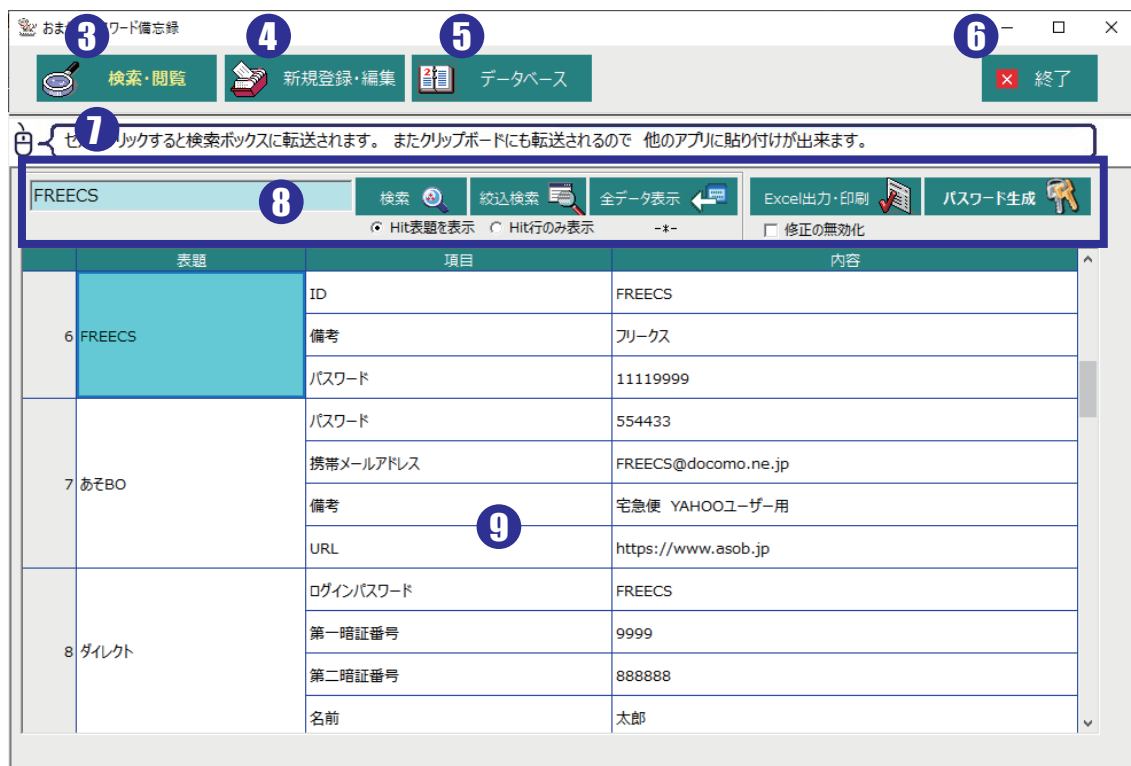 おま ワード備忘録
3 4 5 6
検索・閲覧 新規登録・編集 データベース 終了
7
セ リックすると検索ボックスに転送されます。 またクリップボードにも転送されるので 他のアプリに貼り付けが出来ます。
FREECS 8 検索 絞込検索 全データ表示 Excel出力・印刷 パスワード生成
Hit表題を表示 Hit行のみ表示 -*- 修正の無効化
表題 項目 内容
ID FREECS
6 FREECS 備考 フリークス
パスワード 11119999
パスワード 554433
携帯メールアドレス FREECS@docomo.ne.jp
7 あそBO
備考 宅急便 YAHOOユーザー用
9
URL https://www.asob.jp
ログインパスワード FREECS
第一暗証番号 9999
8 ダイレクト
第二暗証番号 888888
名前 太郎